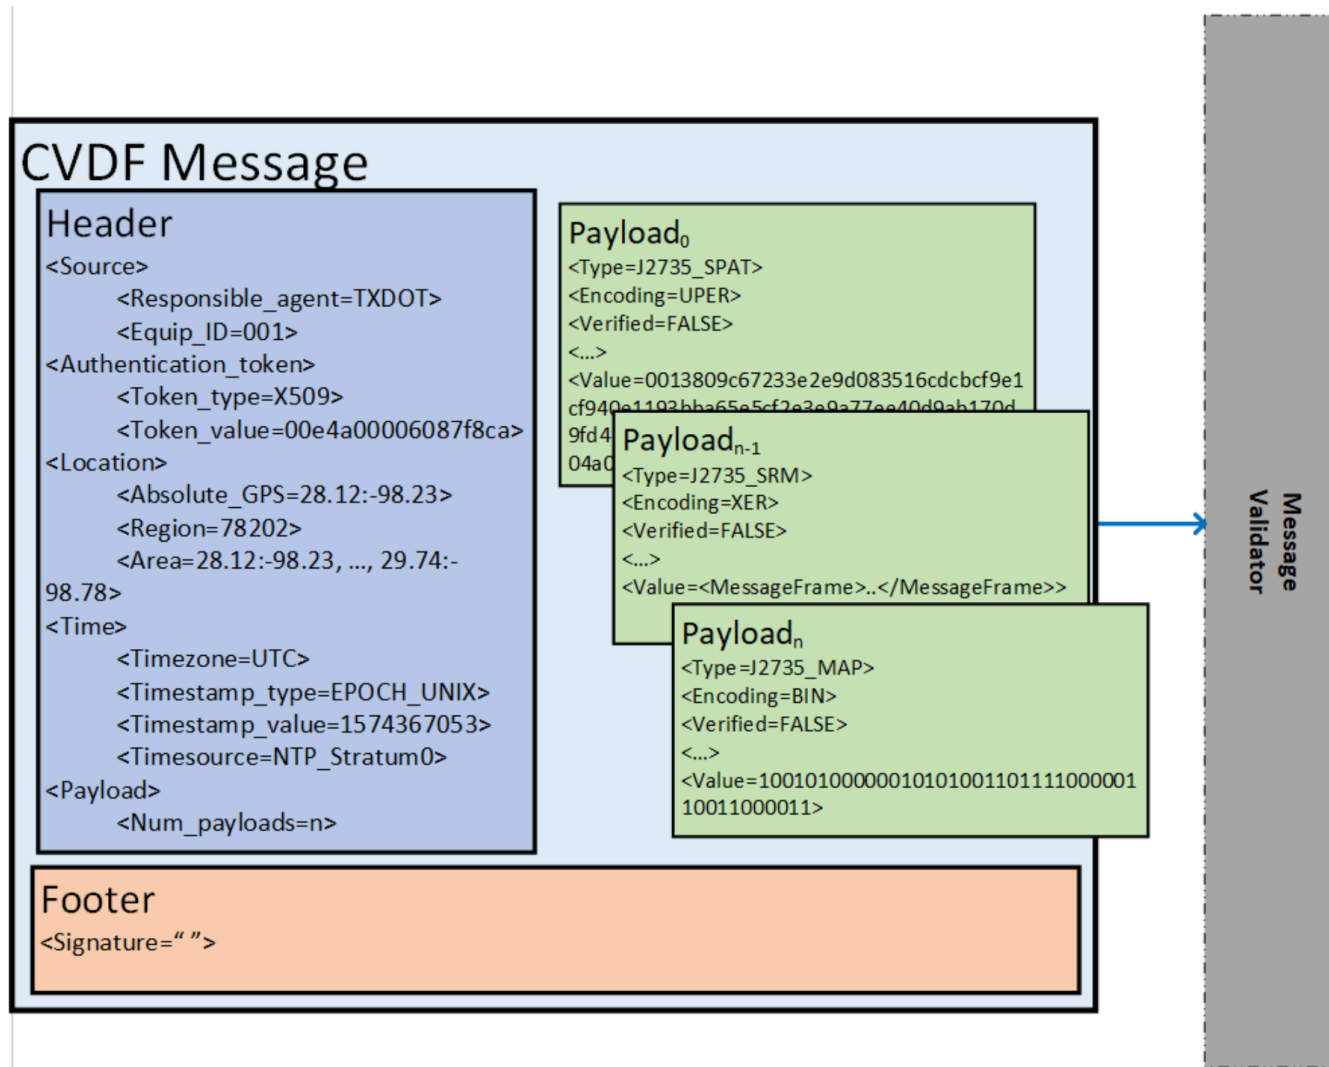 CVDF Message
Header
<Source>
<Responsible_agent=TXDOT>
<Equip_ID=001>
<Authentication_token>
<Token_type=X509>
<Token_value=00e4a00006087f8ca>
<Location>
<Absolute_GPS=28.12:-98.23>
<Region=78202>
<Area=28.12:-98.23, ..., 29.74:-
98.78>
<Time>
<Timezone=UTC>
<Timestamp_type=EPOCH_UNIX>
<Timestamp_value=1574367053>
<Timesource=NTP_Stratum0>
<Payload>
<Num_payloads=n>
Payload0
<Type=J2735_SPAT>
<Encoding=UPER>
<Verified=FALSE>
<...>
<Value=0013809c67233e2e9d083516cdcbcf9e1
cf940e1193bba65e5cf2e3e9a77ee40d9ab170d
9fd4
04a0
Payloadn-1
<Type=J2735_SRM>
<Encoding=XER>
<Verified=FALSE>
<...>
<Value=<MessageFrame>..</MessageFrame>>
Payloadn
<Type=J2735_MAP>
<Encoding=BIN>
<Verified=FALSE>
<...>
<Value=1001010000001010100110111100000​1
10011000011>
Footer
<Signature=“ ”>
Message
Validator